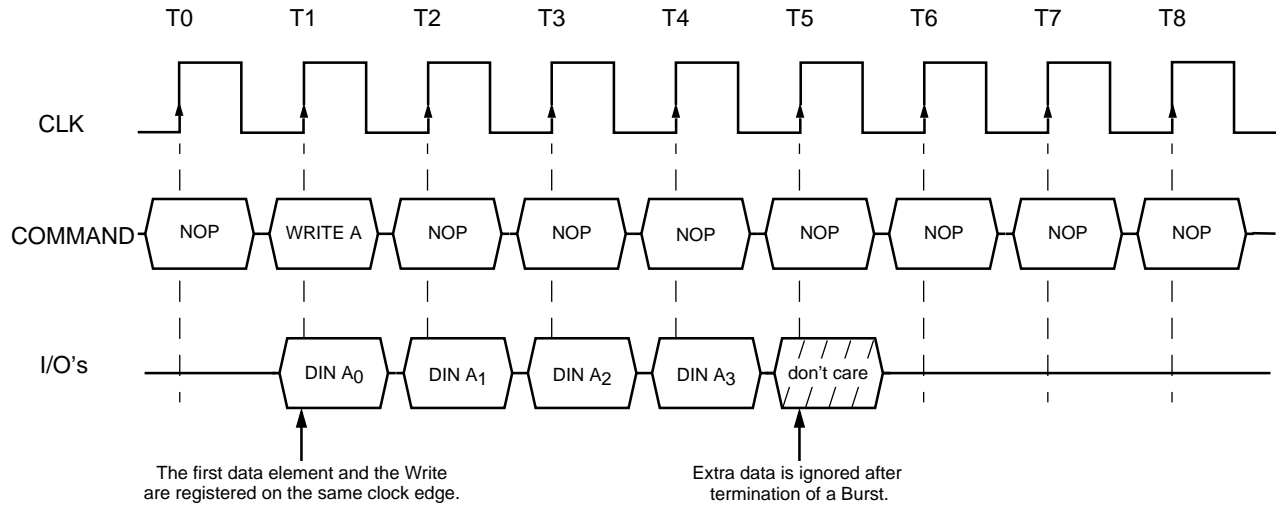 T0 T1 T2 T3 T4 T5 T6 T7 T8
CLK
COMMAND NOP WRITE A NOP NOP NOP NOP NOP NOP NOP
I/O's DIN A0 DIN A1 DIN A2 DIN A3 don't care
The first data element and the Write
are registered on the same clock edge.
Extra data is ignored after
termination of a Burst.